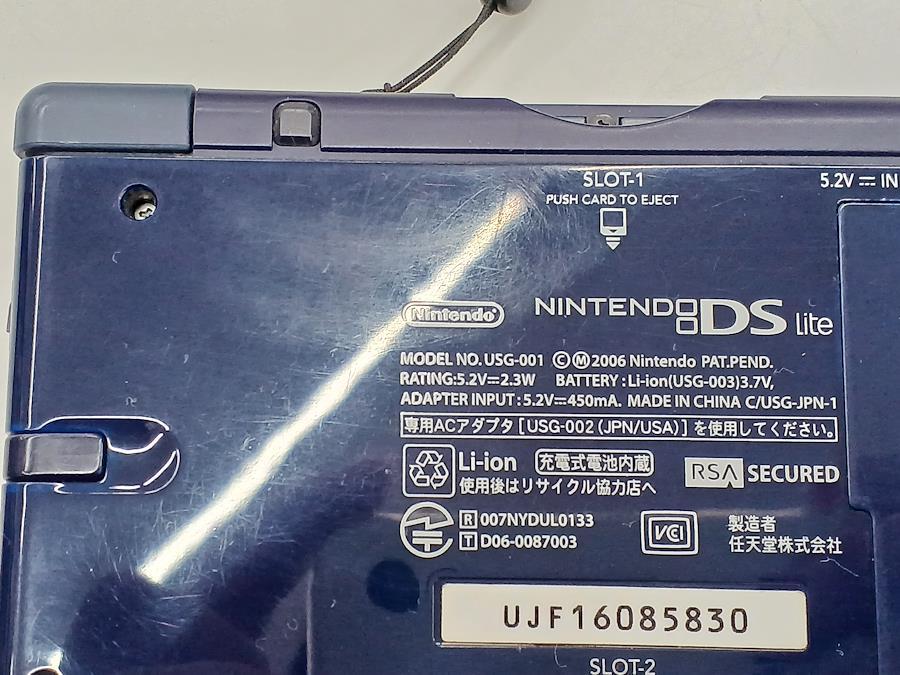 SLOT-1
PUSH CARD TO EJECT
5.2V ⎓ IN
Nintendo®
NINTENDO DS Lite
MODEL NO. USG-001 ©Ⓜ2006 Nintendo PAT.PEND.
RATING:5.2V⎓2.3W BATTERY:Li-ion(USG-003)3.7V,
ADAPTER INPUT:5.2V⎓450mA. MADE IN CHINA C/USG-JPN-1
専用ACアダプタ[USG-002(JPN/USA)]を使用してください。
Li-ion 充電式電池内蔵
使用後はリサイクル協力店へ
RSA SECURED
R 007NYDUL0133
T D06-0087003
VCI
製造者
任天堂株式会社
UJF16085830
SLOT-2